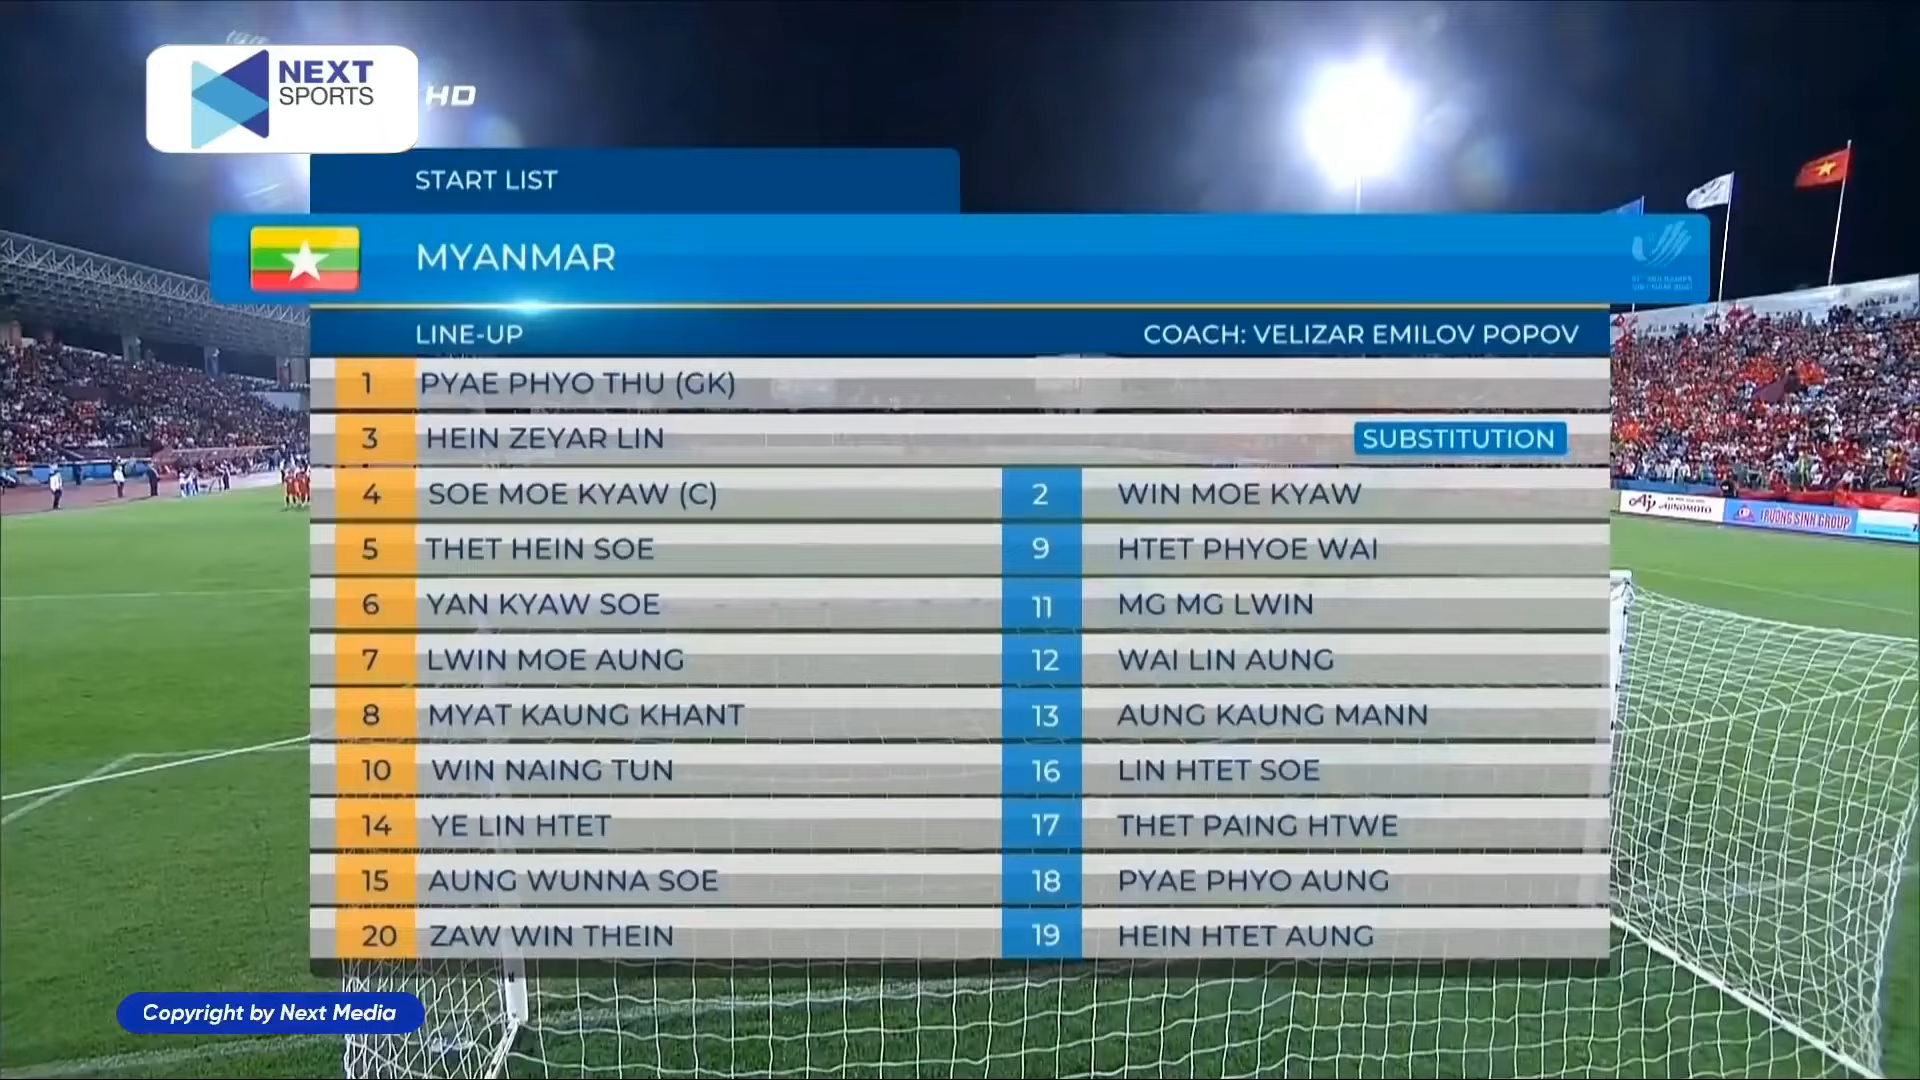 NEXT
SPORTS
HD
START LIST
MYANMAR
LINE-UP
COACH: VELIZAR EMILOV POPOV
1 PYAE PHYO THU (GK)
3 HEIN ZEYAR LIN
SUBSTITUTION
4 SOE MOE KYAW (C)
2 WIN MOE KYAW
5 THET HEIN SOE
9 HTET PHYOE WAI
6 YAN KYAW SOE
11 MG MG LWIN
7 LWIN MOE AUNG
12 WAI LIN AUNG
8 MYAT KAUNG KHANT
13 AUNG KAUNG MANN
10 WIN NAING TUN
16 LIN HTET SOE
14 YE LIN HTET
17 THET PAING HTWE
15 AUNG WUNNA SOE
18 PYAE PHYO AUNG
20 ZAW WIN THEIN
19 HEIN HTET AUNG
AJINOMOTO
TRƯỜNG SINH GROUP
Copyright by Next Media